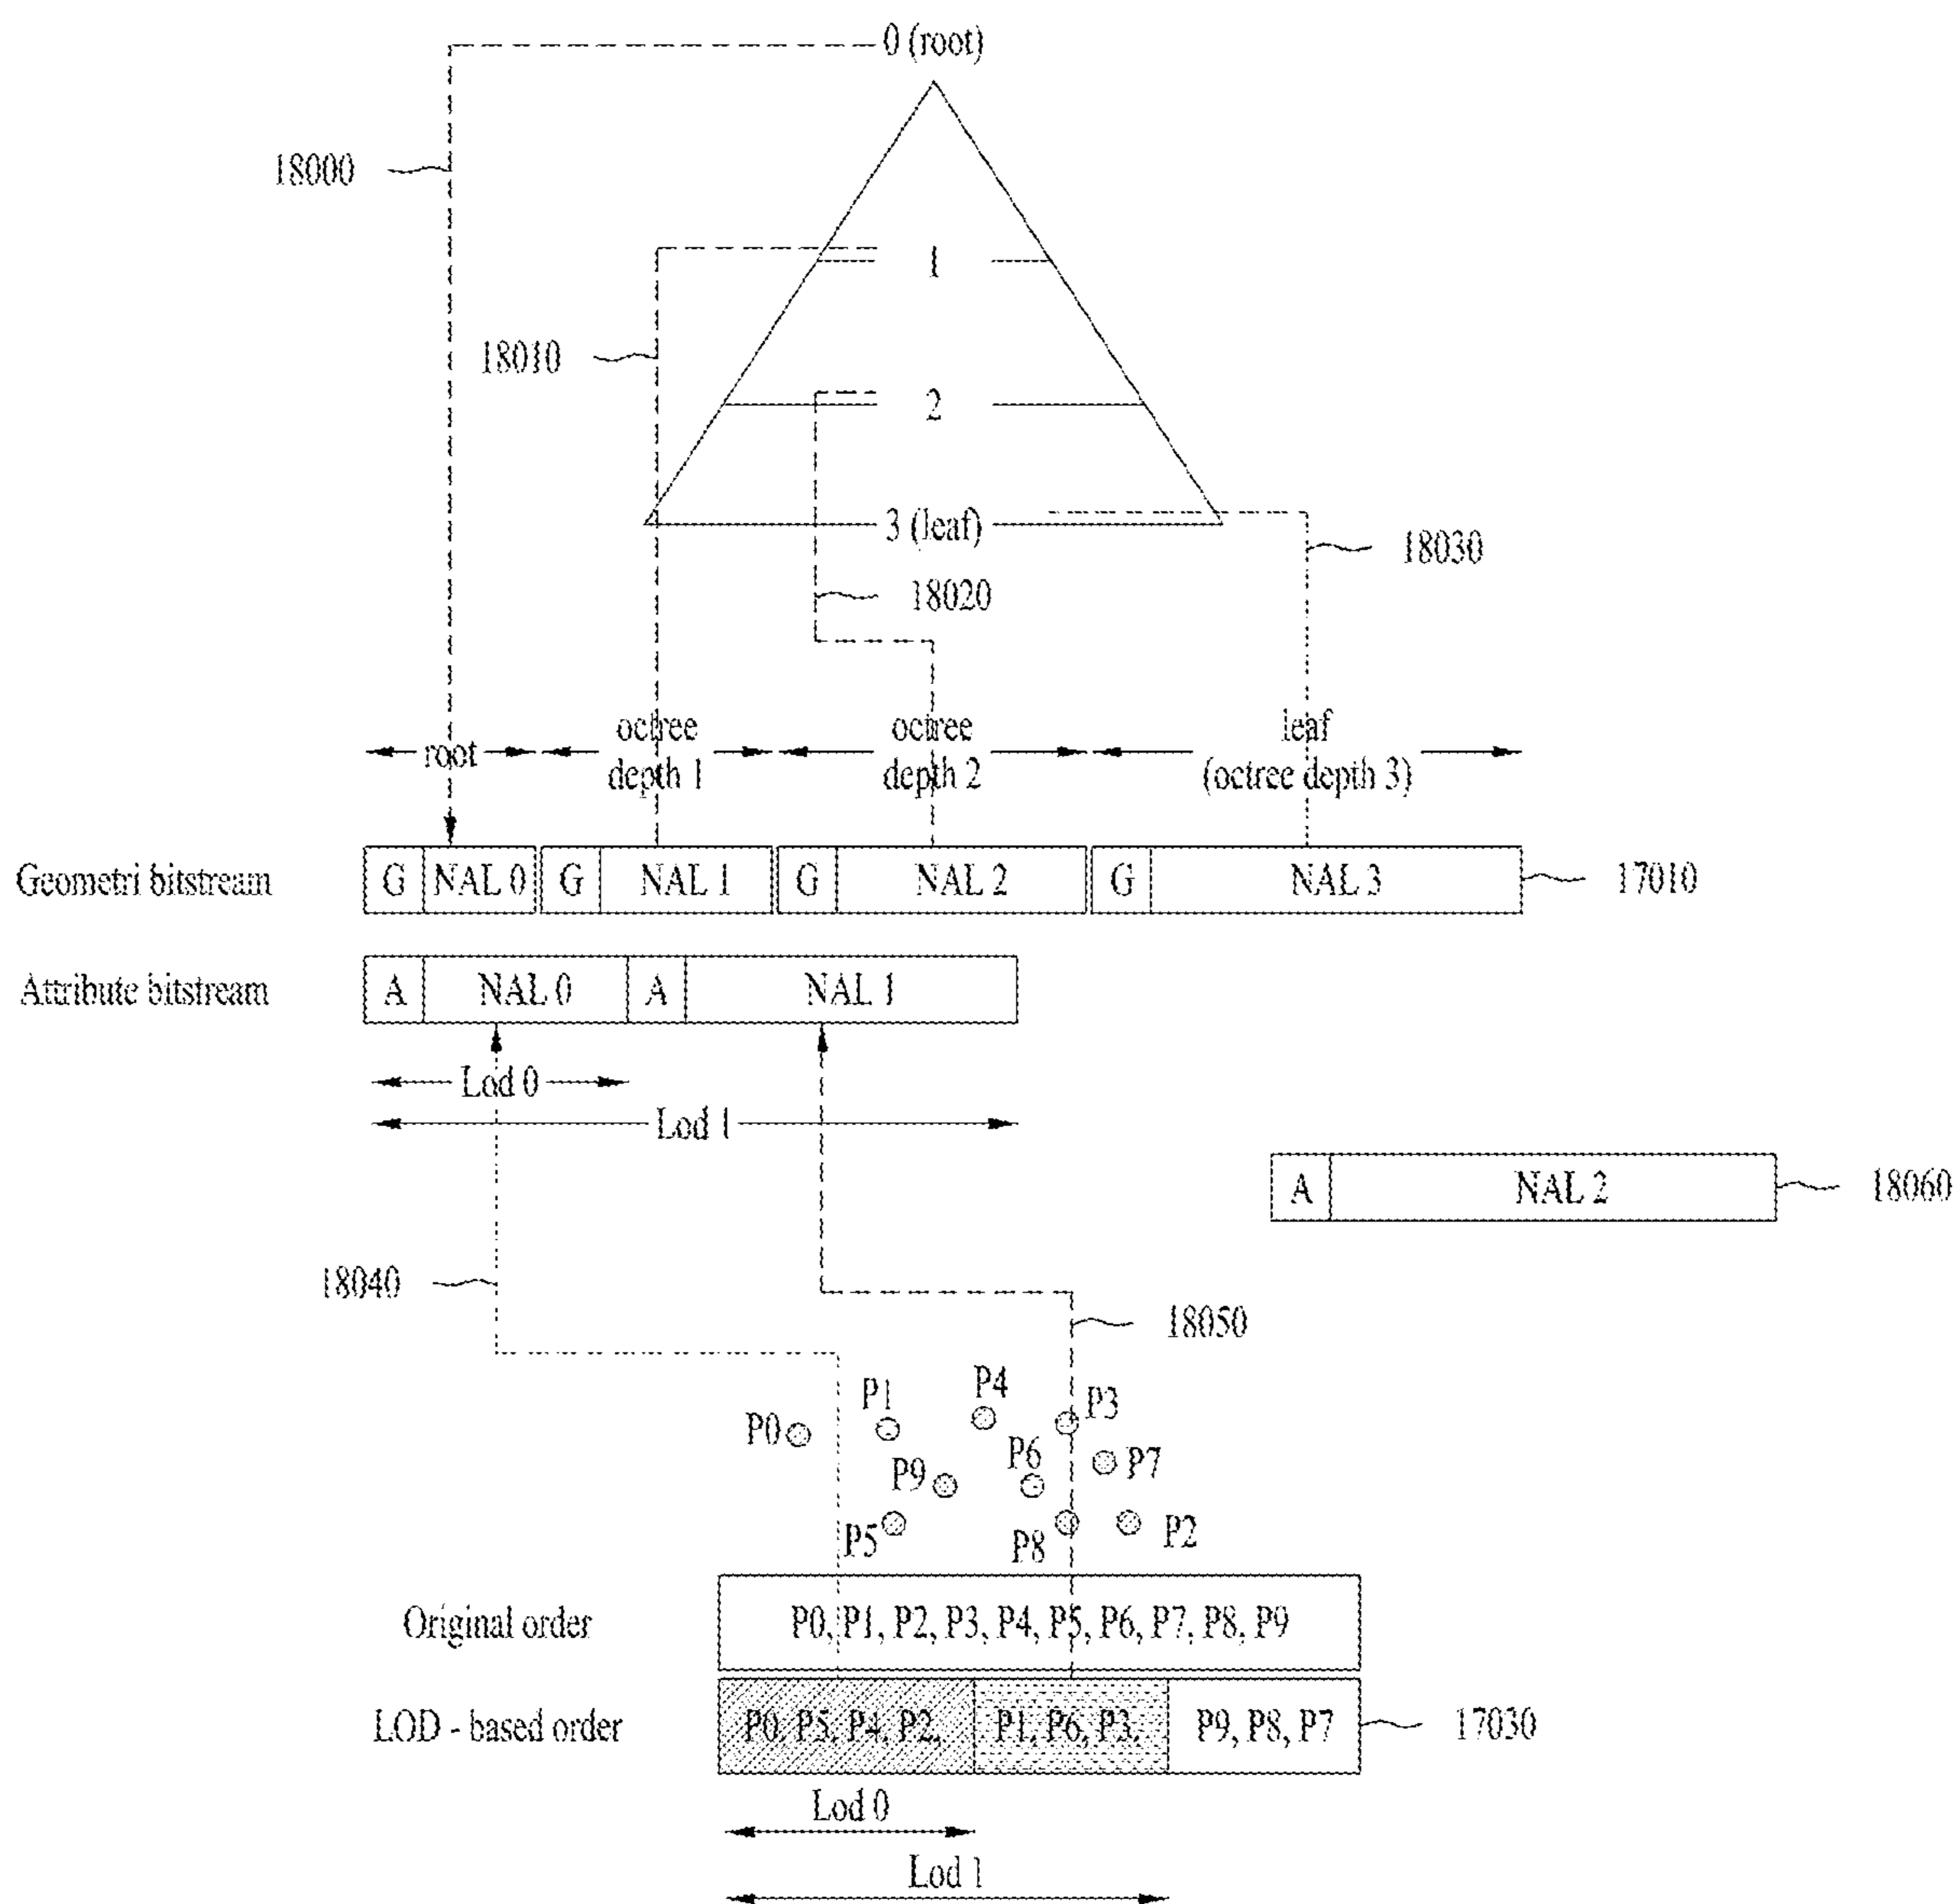 0 (root)
18000
1
18010
2
3 (leaf)
18030
18020
root
octree
depth 1
octree
depth 2
leaf
(octree depth 3)
Geometri bitstream
G NAL 0 G NAL 1 G NAL 2 G NAL 3
17010
Attribute bitstream
A NAL 0 A NAL 1
Lod 0
Lod 1
A NAL 2
18060
18040
18050
P0
P1
P4
P3
P9
P6
P7
P5
P8
P2
Original order
P0, P1, P2, P3, P4, P5, P6, P7, P8, P9
LOD - based order
P0, P5, P4, P2, P1, P6, P3, P9, P8, P7
17030
Lod 0
Lod 1